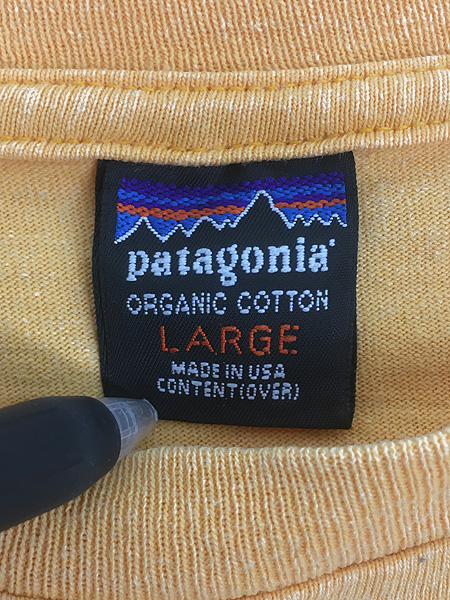 patagonia
ORGANIC COTTON
LARGE
MADE IN USA
CONTENT(OVER)